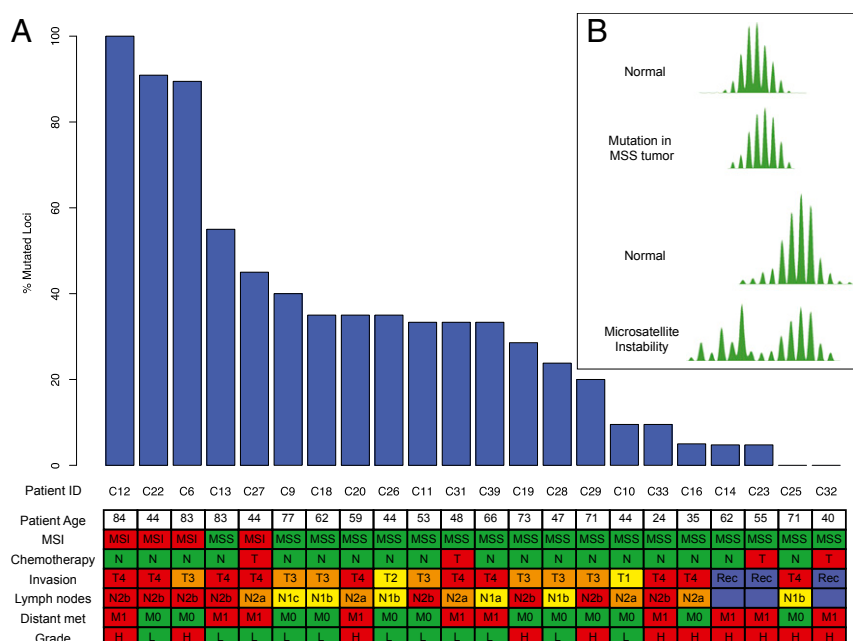 A
B
100
80
60
40
20
0
% Mutated Loci
Normal
Mutation in
MSS tumor
Normal
Microsatellite
Instability
Patient ID C12 C22 C6 C13 C27 C9 C18 C20 C26 C11 C31 C39 C19 C28 C29 C10 C33 C16 C14 C23 C25 C32
Patient Age 84 44 83 83 44 77 62 59 44 53 48 66 73 47 71 44 24 35 62 55 71 40
MSI MSI MSI MSI MSS MSI MSS MSS MSS MSS MSS MSS MSS MSS MSS MSS MSS MSS MSS MSS MSS MSS MSS
Chemotherapy N N N N T N N N N N T N N N N N N N N T N T
Invasion T4 T4 T3 T4 T4 T3 T3 T4 T2 T3 T4 T4 T3 T3 T3 T1 T4 T4 Rec Rec T4 Rec
Lymph nodes N2b N2b N2b N2b N2a N1c N1b N2a N1b N2b N2a N1a N2b N1b N2b N2a N2b N2a N1b
Distant met M1 M0 M0 M1 M1 M0 M0 M1 M0 M0 M1 M1 M0 M0 M0 M0 M1 M0 M1 M1 M0 M1
Grade